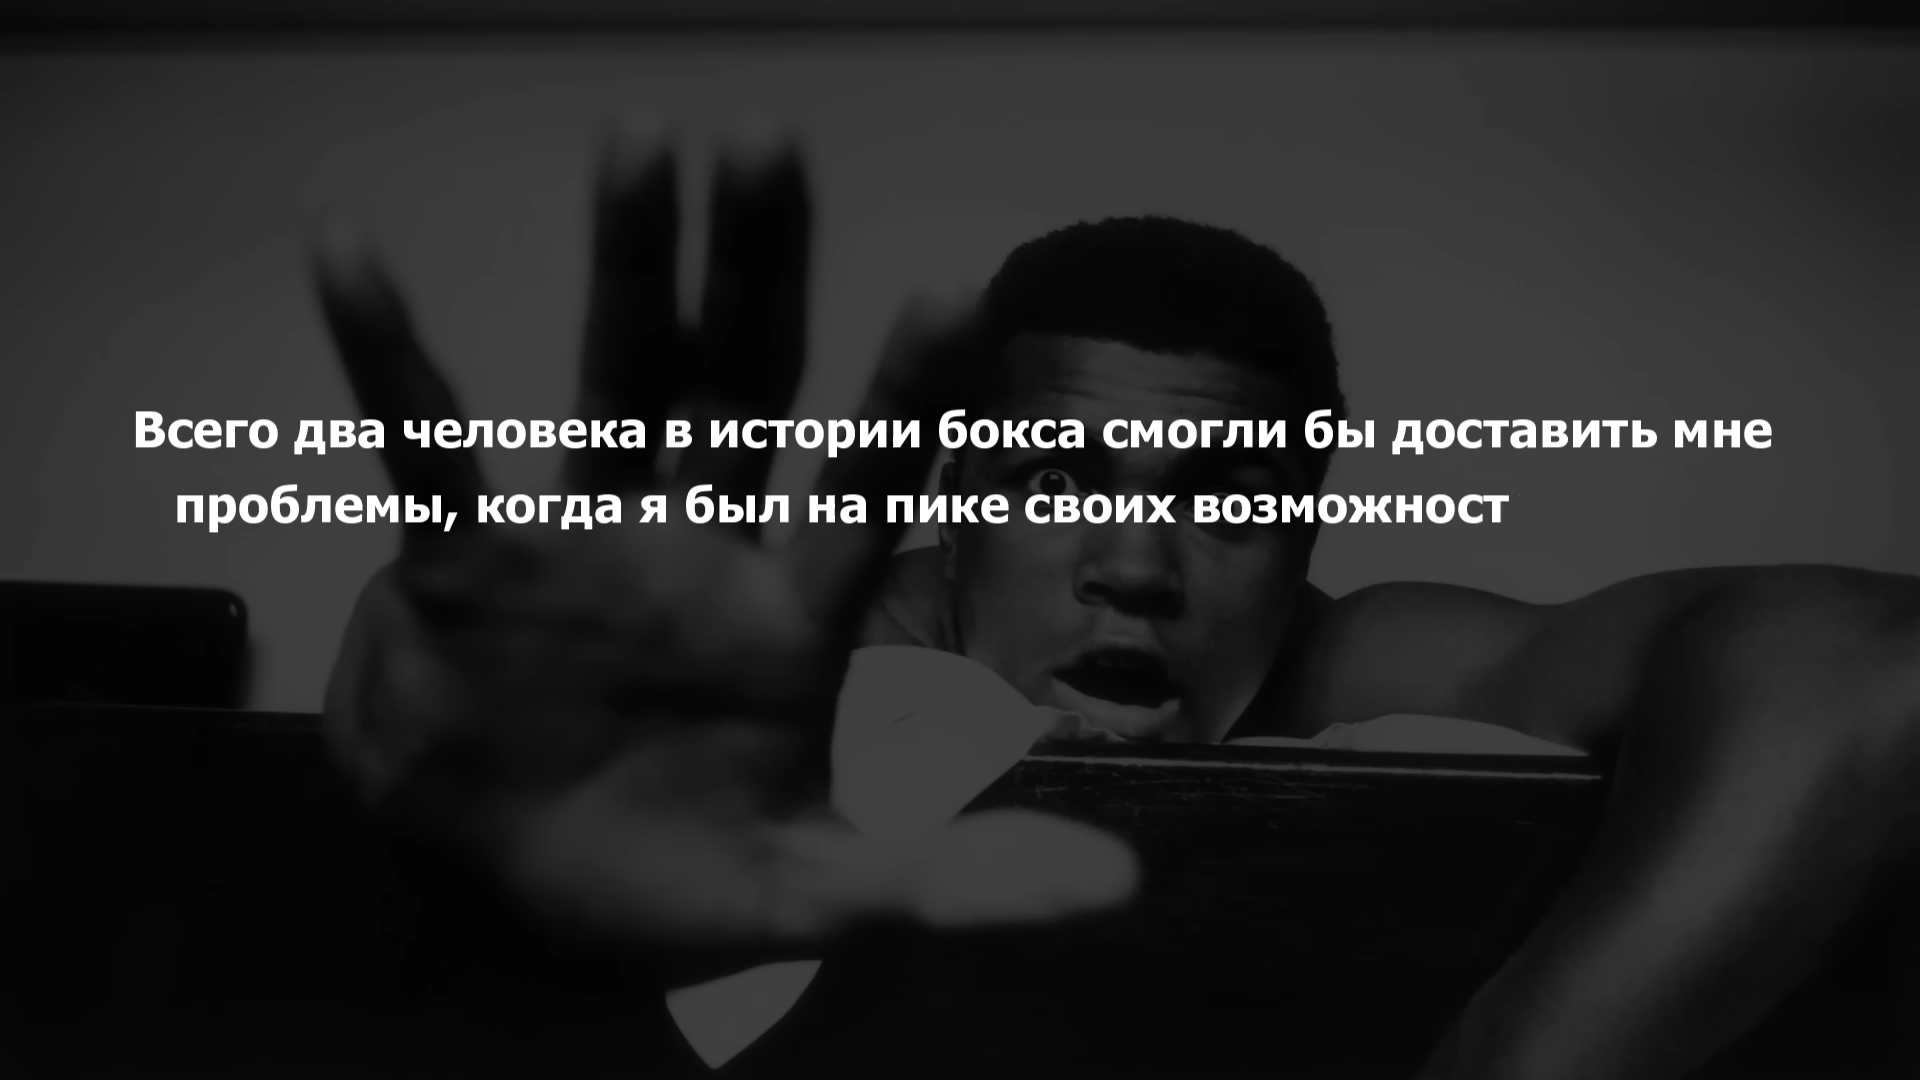 Всего два человека в истории бокса смогли бы доставить мне
проблемы, когда я был на пике своих возможност